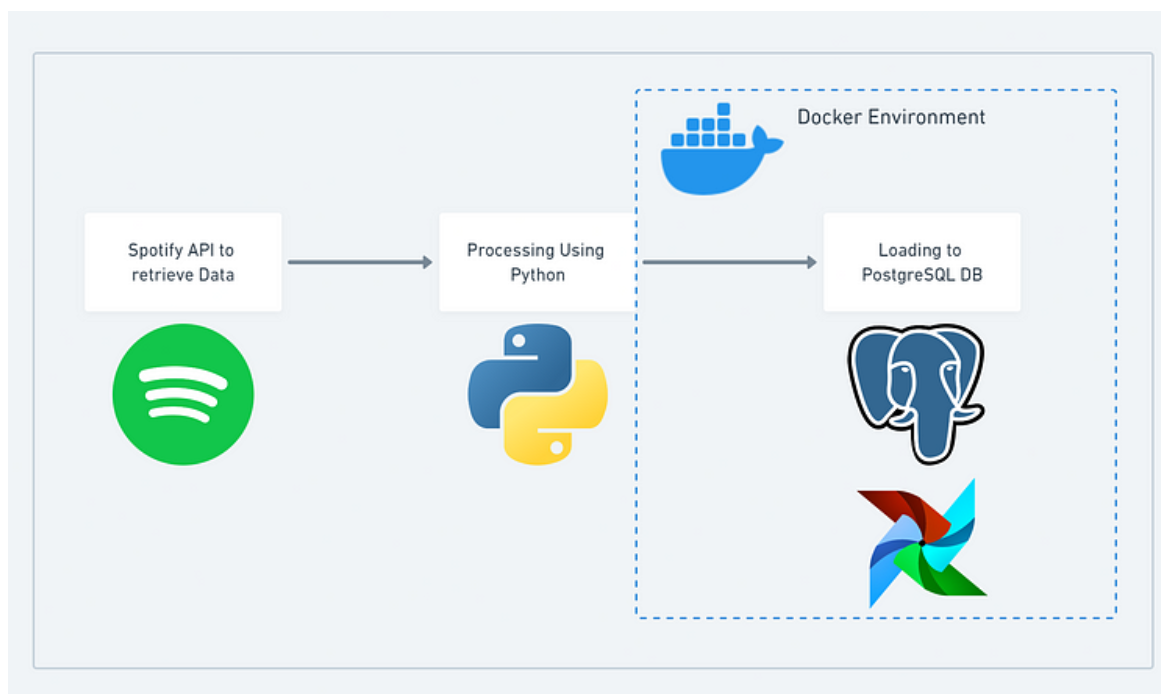 Docker Environment
Spotify API to
retrieve Data
Processing Using
Python
Loading to
PostgreSQL DB